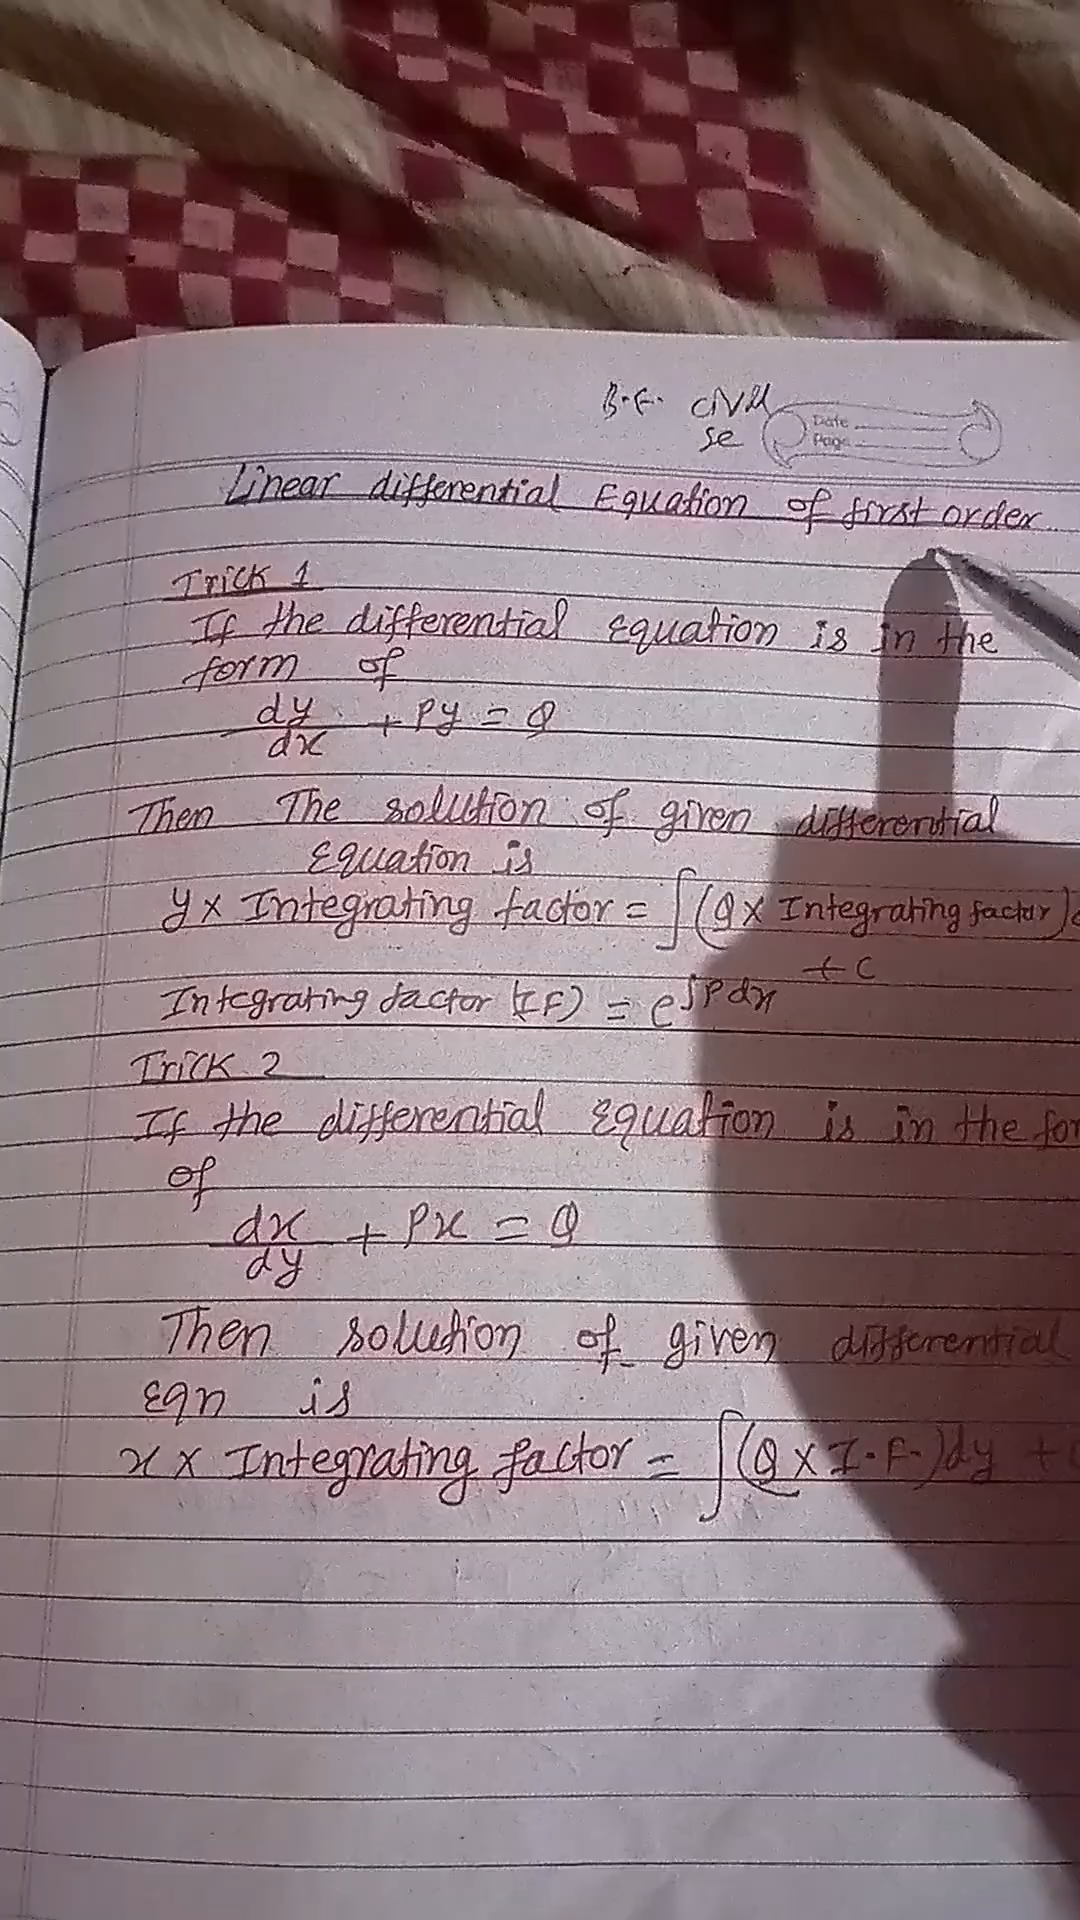 B.E. civil
se
Date
Page
Linear differential Equation of first order
Trick 1
If the differential equation is in the
form of
dy/dx + Py = Q
Then The solution of given differential
Equation is
y x Integrating factor = ∫(Q x Integrating factor)
+ C
Integrating factor (IF) = e^∫P dx
Trick 2
If the differential Equation is in the for
of
dx/dy + Px = Q
Then solution of given differential
Eqn is
x x Integrating factor = ∫(Q x I.F.)dy +